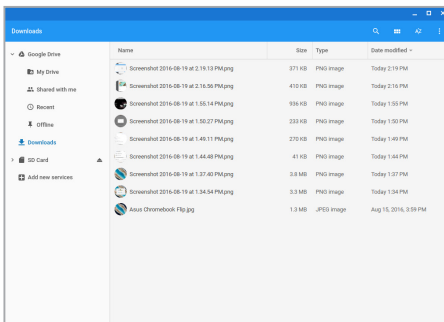 Downloads
AZ
Google Drive
My Drive
Shared with me
Recent
Offline
Downloads
SD Card
Add new services
Name Size Type Date modified
Screenshot 2016-08-19 at 2.19.13 PM.png 371 KB PNG image Today 2:19 PM
Screenshot 2016-08-19 at 2.16.56 PM.png 410 KB PNG image Today 2:16 PM
Screenshot 2016-08-19 at 1.55.14 PM.png 936 KB PNG image Today 1:55 PM
Screenshot 2016-08-19 at 1.50.27 PM.png 233 KB PNG image Today 1:50 PM
Screenshot 2016-08-19 at 1.49.11 PM.png 270 KB PNG image Today 1:49 PM
Screenshot 2016-08-19 at 1.44.48 PM.png 41 KB PNG image Today 1:44 PM
Screenshot 2016-08-19 at 1.37.40 PM.png 3.8 MB PNG image Today 1:37 PM
Screenshot 2016-08-19 at 1.34.54 PM.png 3.3 MB PNG image Today 1:34 PM
Asus Chromebook Flip.jpg 1.3 MB JPEG image Aug 15, 2016, 3:59 PM